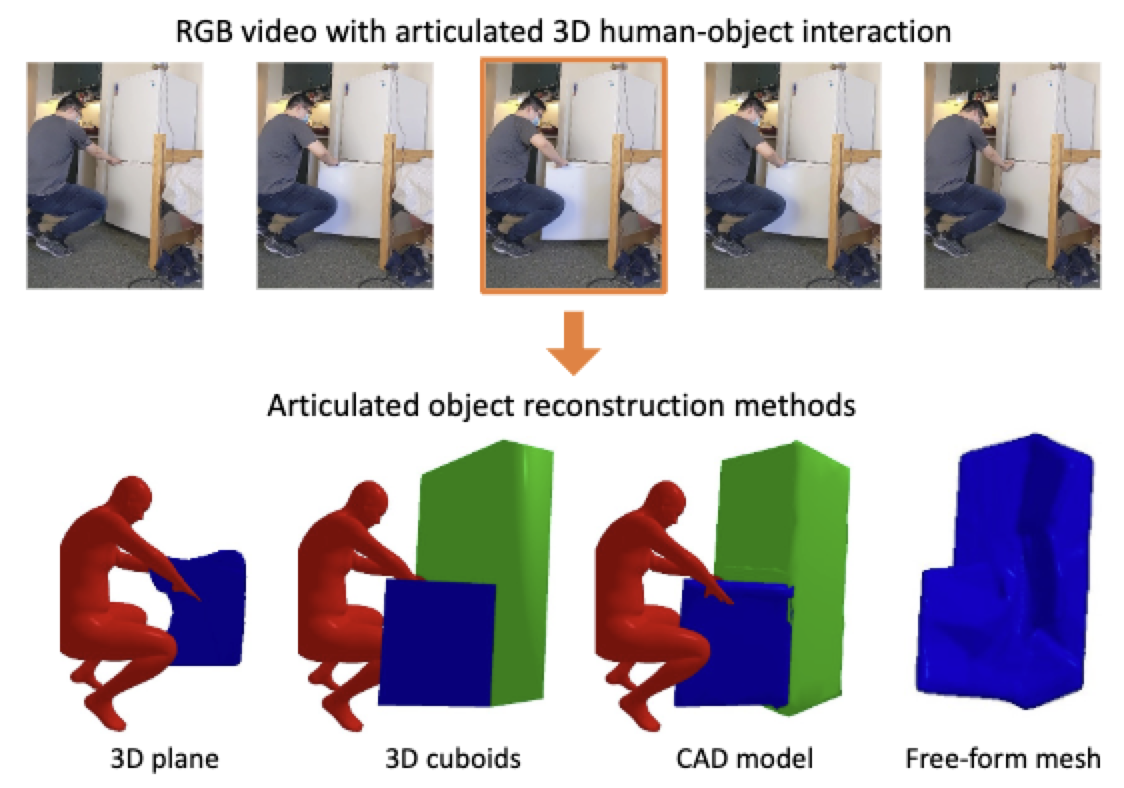 RGB video with articulated 3D human-object interaction
Articulated object reconstruction methods
3D plane
3D cuboids
CAD model
Free-form mesh